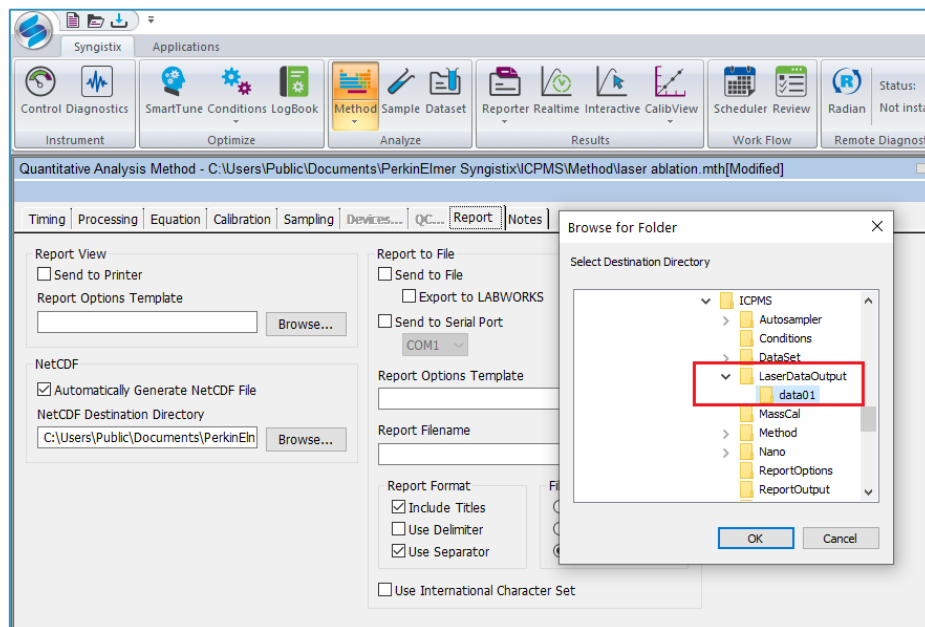 Syngistix Applications
Control Diagnostics SmartTune Conditions LogBook Method Sample Dataset Reporter Realtime Interactive CalibView Scheduler Review Radian Status:
Not insta
Instrument Optimize Analyze Results Work Flow Remote Diagnost
Quantitative Analysis Method - C:\Users\Public\Documents\PerkinElmer Syngistix\ICPMS\Method\laser ablation.mth[Modified]
Timing Processing Equation Calibration Sampling Devices... QC... Report Notes
Report View
Send to Printer
Report Options Template
Browse...
NetCDF
Automatically Generate NetCDF File
NetCDF Destination Directory
C:\Users\Public\Documents\PerkinEln Browse...
Report to File
Send to File
Export to LABWORKS
Send to Serial Port
COM1
Report Options Template
Report Filename
Report Format
Include Titles
Use Delimiter
Use Separator
Fi
Use International Character Set
Browse for Folder
Select Destination Directory
ICPMS
Autosampler
Conditions
DataSet
LaserDataOutput
data01
MassCal
Method
Nano
ReportOptions
ReportOutput
OK Cancel